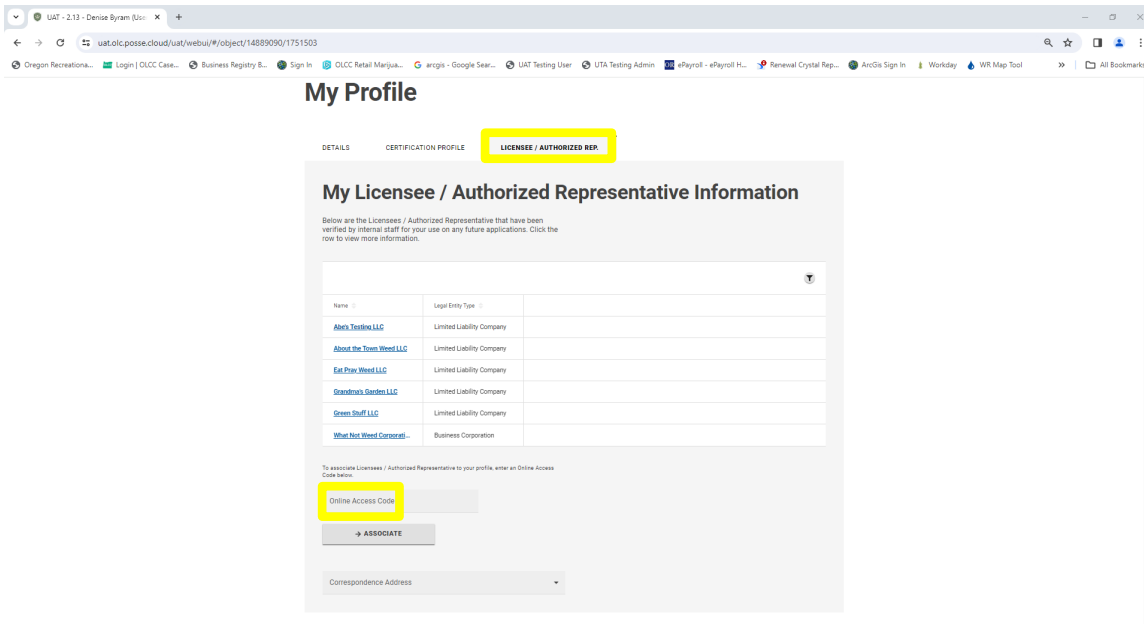 UAT - 2.13 - Denise Byram (Use
uat.olc.posse.cloud/uat/webui/#/object/14889090/1751503
Oregon Recreationa... Login | OLCC Case... Business Registry B... Sign In OLCC Retail Marijua... arcgis - Google Sear... UAT Testing User UTA Testing Admin ePayroll - ePayroll H... Renewal Crystal Rep... ArcGis Sign In Workday WR Map Tool » All Bookmarks
My Profile
DETAILS CERTIFICATION PROFILE LICENSEE / AUTHORIZED REP.
My Licensee / Authorized Representative Information
Below are the Licensees / Authorized Representative that have been
verified by internal staff for your use on any future applications. Click the
row to view more information.
Name Legal Entity Type
Abe's Testing LLC Limited Liability Company
About the Town Weed LLC Limited Liability Company
Eat Pray Weed LLC Limited Liability Company
Grandma's Garden LLC Limited Liability Company
Green Stuff LLC Limited Liability Company
What Not Weed Corporati... Business Corporation
To associate Licensees / Authorized Representative to your profile, enter an Online Access
Code below.
Online Access Code
→ ASSOCIATE
Correspondence Address